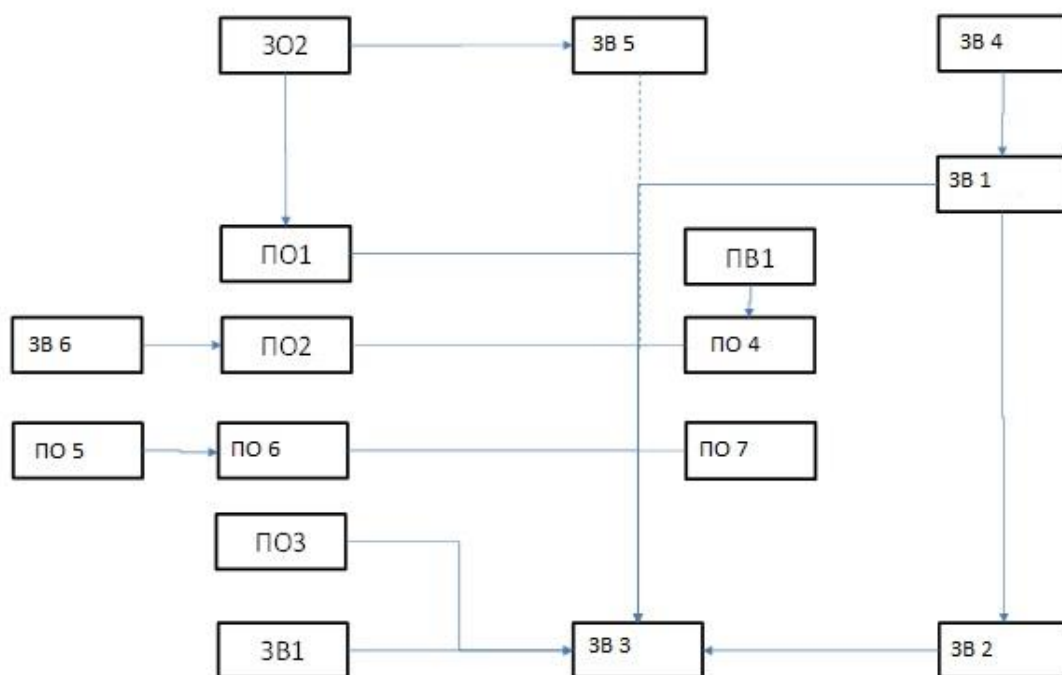 ЗО2
ЗВ 5
ЗВ 4
ЗВ 1
ПО1
ПВ1
ЗВ 6
ПО2
ПО 4
ПО 5
ПО 6
ПО 7
ПО3
ЗВ1
ЗВ 3
ЗВ 2